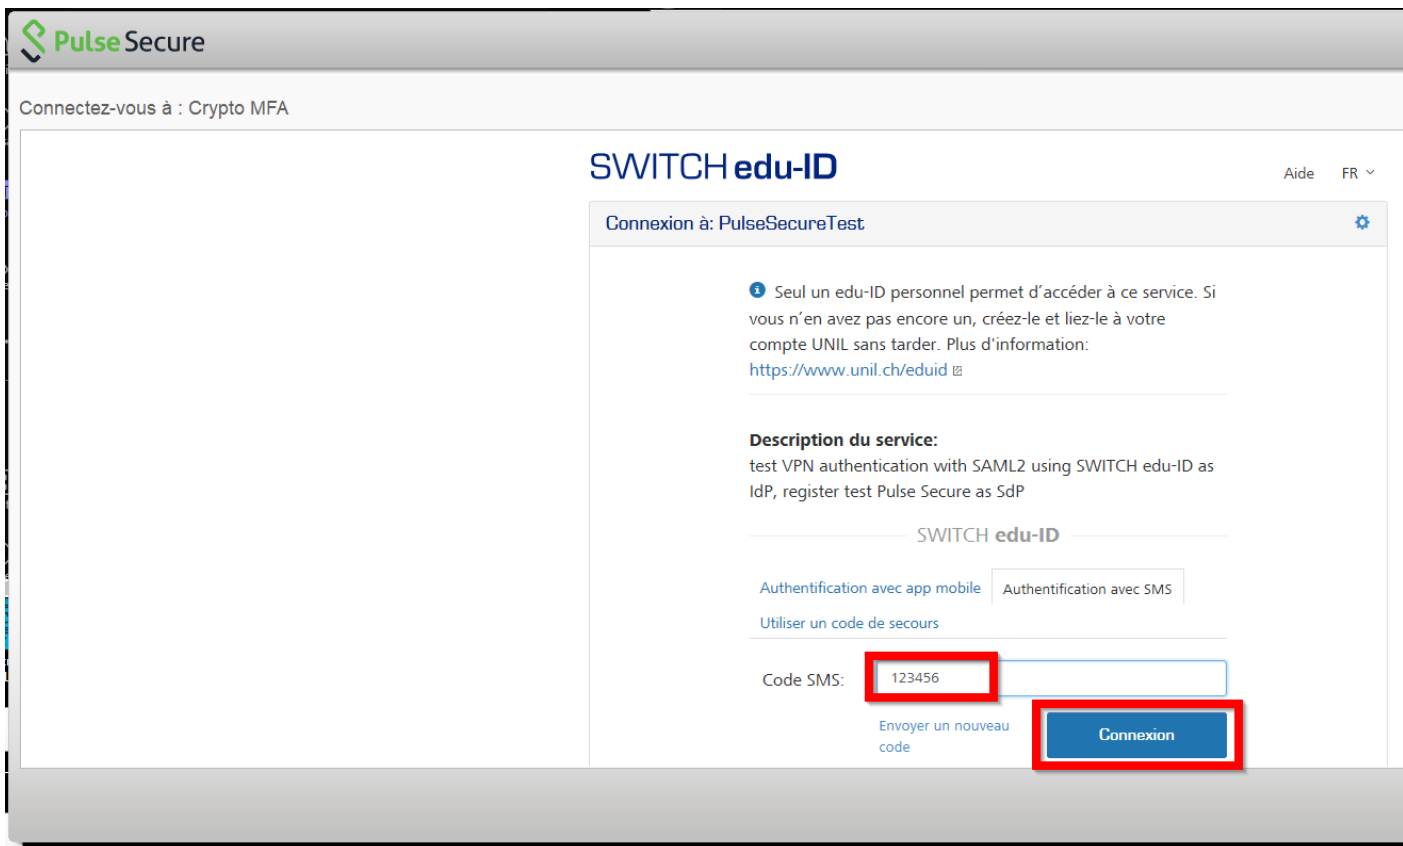 Pulse Secure
Connectez-vous à : Crypto MFA
SWITCH edu-ID
Aide FR
Connexion à: PulseSecureTest
Seul un edu-ID personnel permet d´accéder à ce service. Si
vous n´en avez pas encore un, créez-le et liez-le à votre
compte UNIL sans tarder. Plus d'information:
https://www.unil.ch/eduid
Description du service:
test VPN authentication with SAML2 using SWITCH edu-ID as
IdP, register test Pulse Secure as SdP
SWITCH edu-ID
Authentification avec app mobile Authentification avec SMS
Utiliser un code de secours
Code SMS: 123456
Envoyer un nouveau
code
Connexion